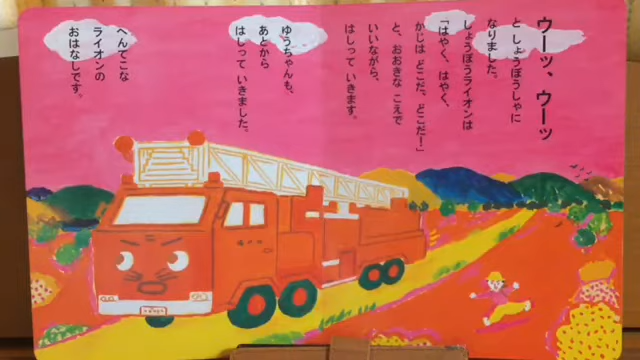 ウーッ、ウーッ
と しょうぼうしゃに
なりました。
しょうぼうライオンは
「はやく、はやく、
かじは どこだ、どこだ!」
と、おおきな こえで
いいながら、
はしって いきます。
ゆうちゃんも、
あとから
はしって いきました。
へんてこな
ライオンの
おはなしです。